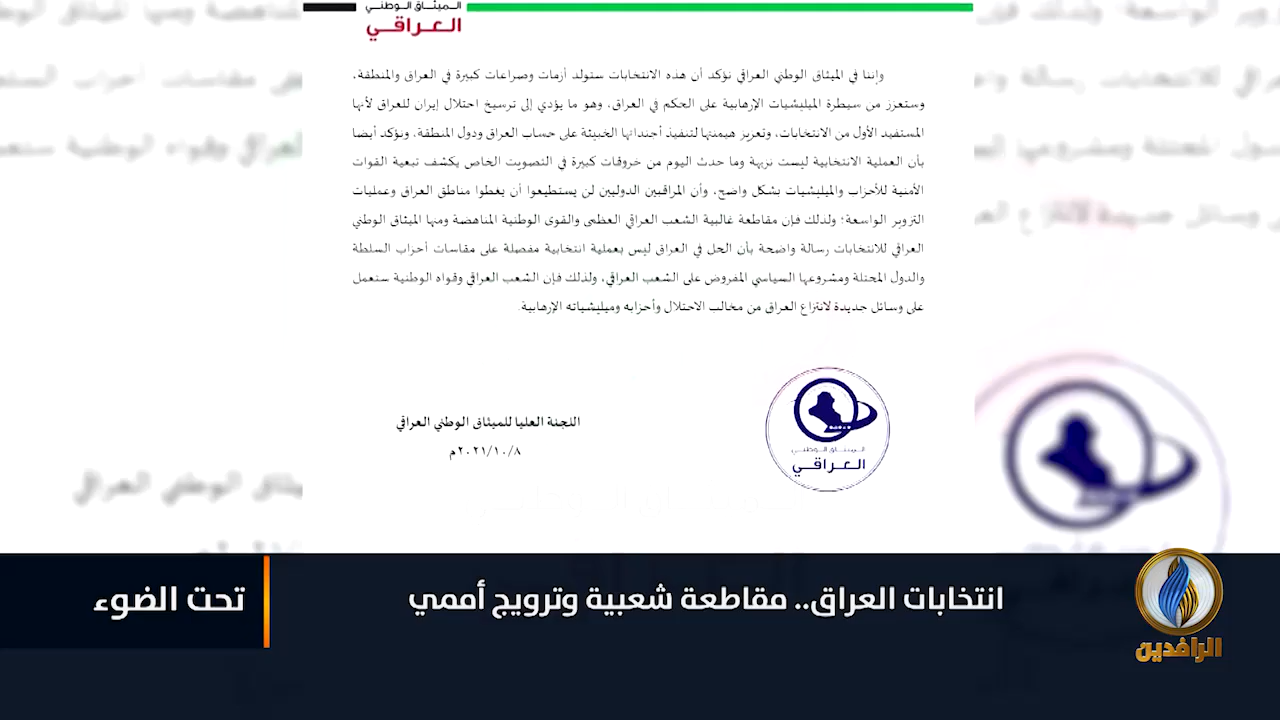 الميثاق الوطني
العراقي
وإننا في الميثاق الوطني العراقي نؤكد أن هذه الانتخابات ستولد أزمات وصراعات كبيرة في العراق والمنطقة،
وستعزز من سيطرة الميليشيات الإرهابية على الحكم في العراق، وهو ما يؤدي إلى ترسيخ احتلال إيران للعراق لأنها
المستفيد الأول من الانتخابات، وتعزيز هيمنتها لتنفيذ أجنداتها الخبيثة على حساب العراق ودول المنطقة، ونؤكد أيضا
بأن العملية الانتخابية ليست نزيهة وما حدث اليوم من خروقات كبيرة في التصويت الخاص يكشف تبعية القوات
الأمنية للأحزاب والميليشيات بشكل واضح، وأن المراقبين الدوليين لن يستطيعوا أن يغطوا مناطق العراق وعمليات
التزوير الواسعة؛ ولذلك فإن مقاطعة غالبية الشعب العراقي العظمى والقوى الوطنية المناهضة ومنها الميثاق الوطني
العراقي للانتخابات رسالة واضحة بأن الحل في العراق ليس بعملية انتخابية مفصلة على مقاسات أحزاب السلطة
والدول المحتلة ومشروعها السياسي المفروض على الشعب العراقي، ولذلك فإن الشعب العراقي وقواه الوطنية ستعمل
على وسائل جديدة لانتزاع العراق من مخالب الاحتلال وأحزابه وميليشياته الإرهابية.
اللجنة العليا للميثاق الوطني العراقي
٢٠٢١/١٠/٨م
الميثاق الوطني
العراقي
انتخابات العراق.. مقاطعة شعبية وترويج أممي
تحت الضوء
الرافدين